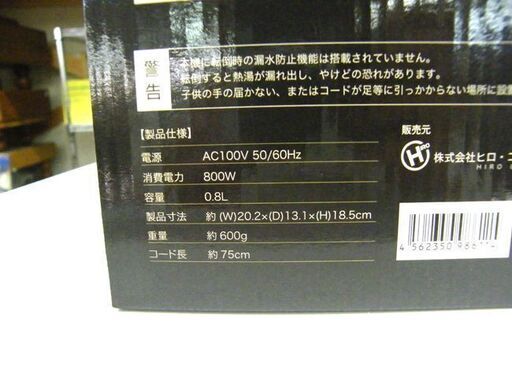 警告
本機に転倒時の漏水防止機能は搭載されていません。
転倒すると熱湯が漏れ出し、やけどの恐れがあります。
子供の手の届かない、またはコードが足等に引っかからない場所に設置
【製品仕様】
電源 AC100V 50/60Hz
消費電力 800W
容量 0.8L
製品寸法 約 (W)20.2×(D)13.1×(H)18.5cm
重量 約 600g
コード長 約 75cm
販売元
HIRO
株式会社ヒロ・コ
HIRO
4 562350 986114